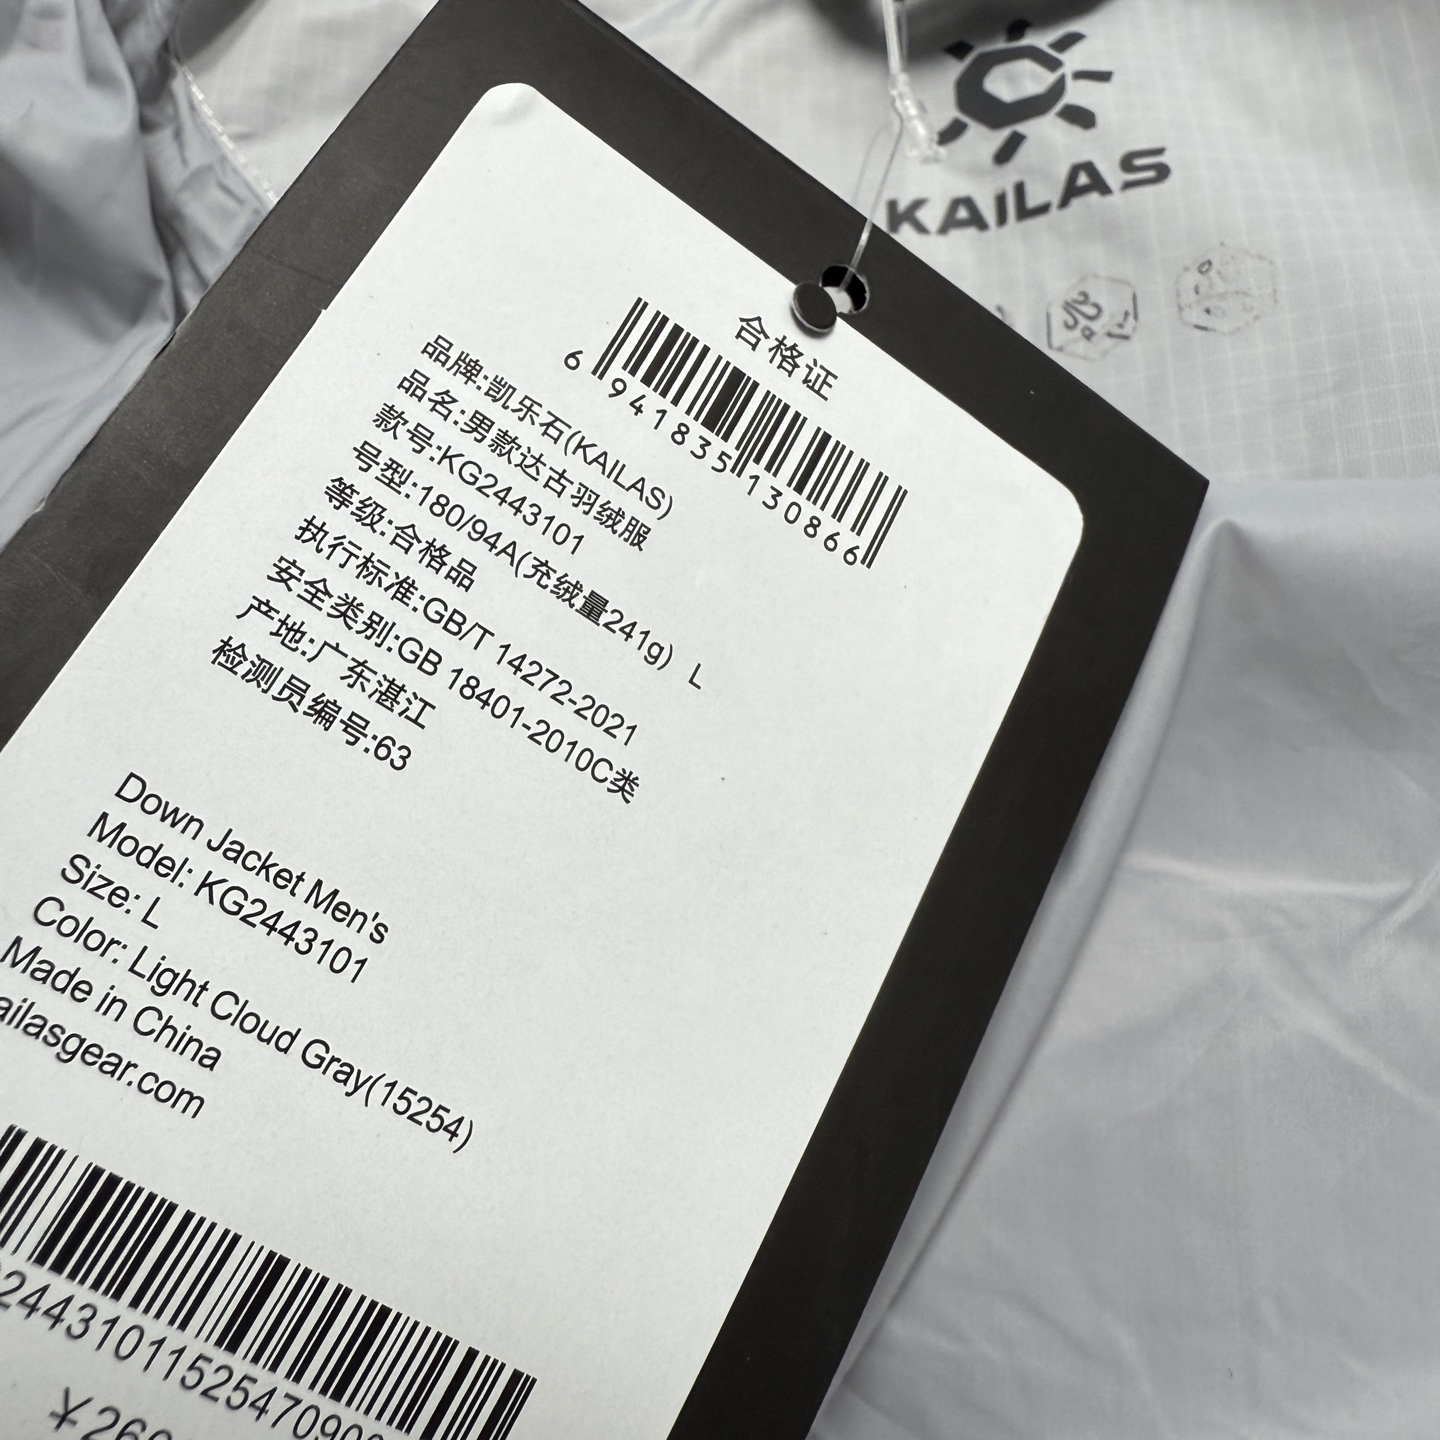 KAILAS
合格证
6 941835 130866
品牌:凯乐石(KAILAS)
品名:男款达古羽绒服
款号:KG2443101
号型:180/94A(充绒量241g) L
等级:合格品
执行标准:GB/T 14272-2021
安全类别:GB 18401-2010C类
产地:广东湛江
检测员编号:63
Down Jacket Men's
Model: KG2443101
Size: L
Color: Light Cloud Gray(15254)
Made in China
ailasgear.com
2443101152547090
¥26